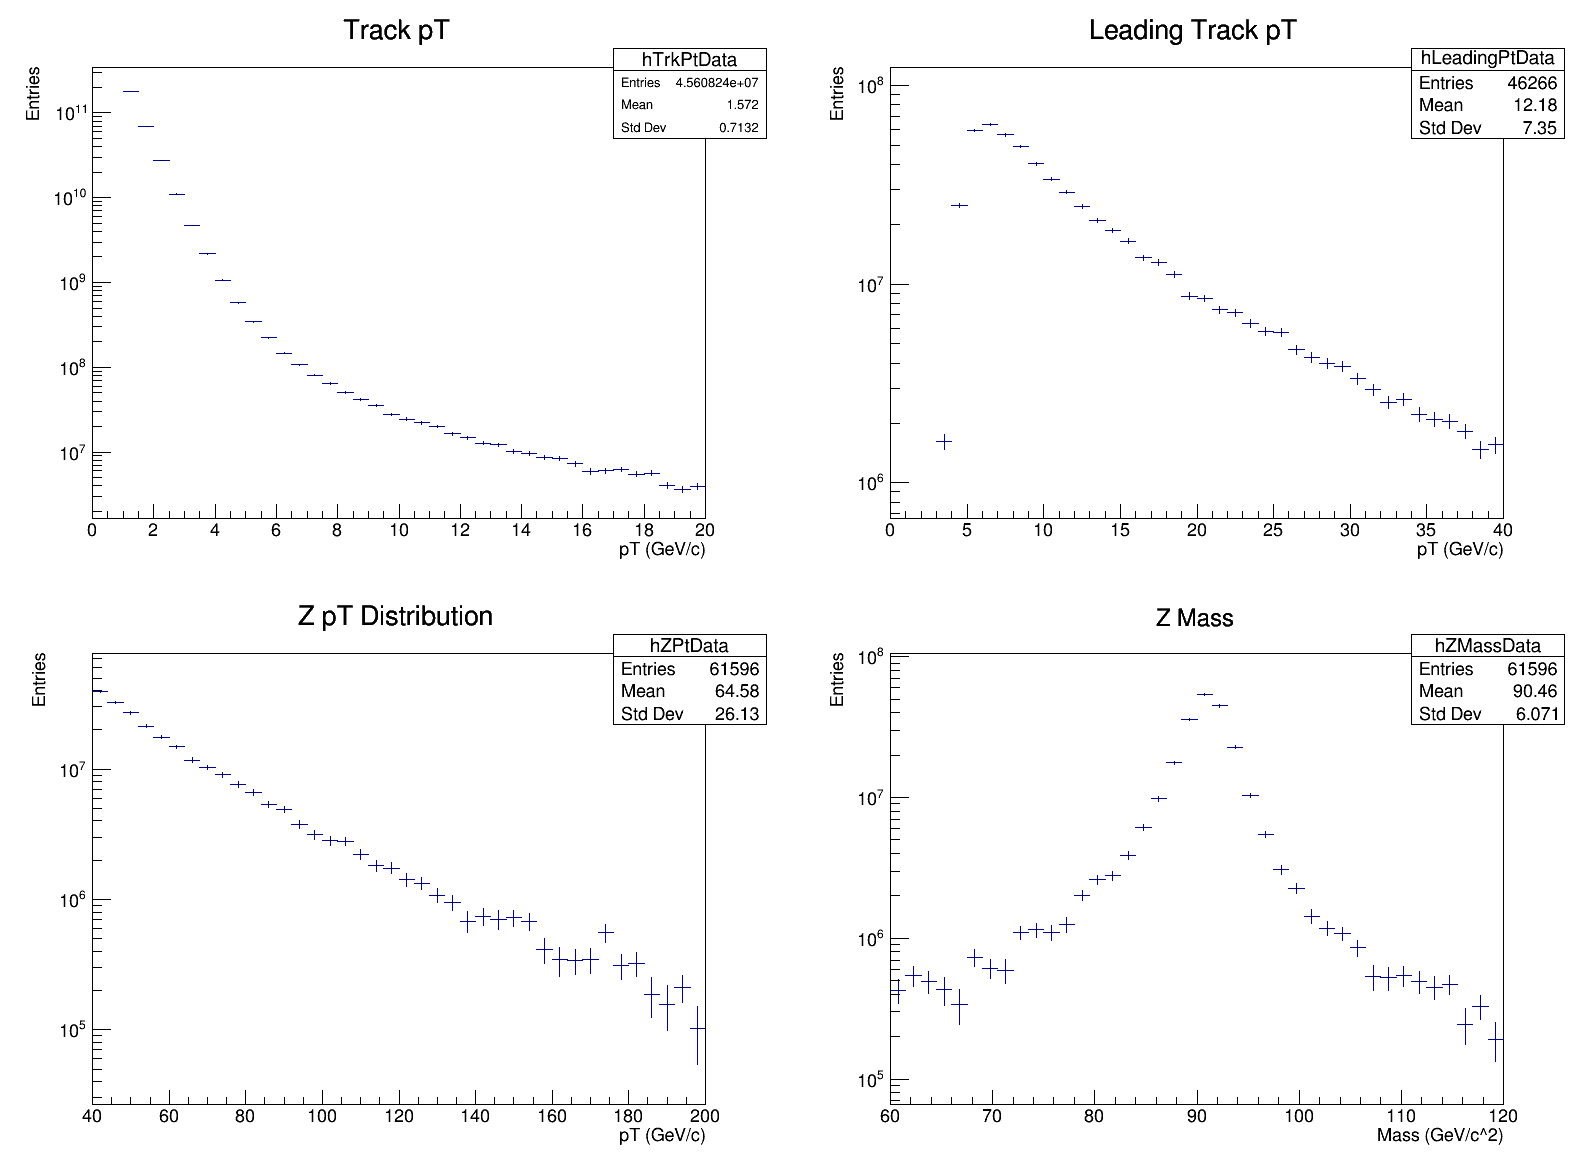 Track pT
Entries
hTrkPtData
Entries 4.560824e+07
Mean 1.572
Std Dev 0.7132
10^11
10^10
10^9
10^8
10^7
0 2 4 6 8 10 12 14 16 18 20
pT (GeV/c)
Leading Track pT
Entries
hLeadingPtData
Entries 46266
Mean 12.18
Std Dev 7.35
10^8
10^7
10^6
0 5 10 15 20 25 30 35 40
pT (GeV/c)
Z pT Distribution
Entries
hZPtData
Entries 61596
Mean 64.58
Std Dev 26.13
10^7
10^6
10^5
40 60 80 100 120 140 160 180 200
pT (GeV/c)
Z Mass
Entries
hZMassData
Entries 61596
Mean 90.46
Std Dev 6.071
10^8
10^7
10^6
10^5
60 70 80 90 100 110 120
Mass (GeV/c^2)